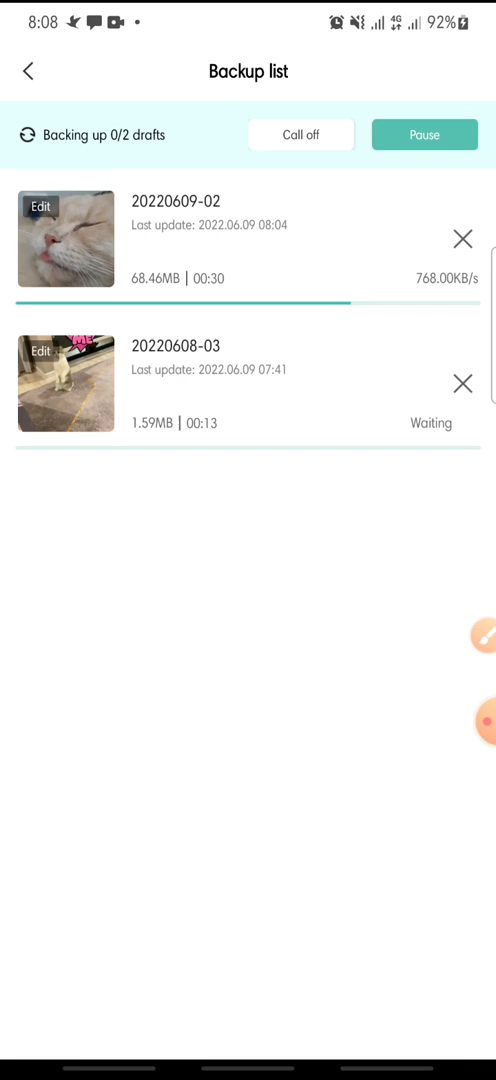 8:08 4G 92%
Backup list
Backing up 0/2 drafts Call off Pause
Edit
20220609-02
Last update: 2022.06.09 08:04
68.46MB | 00:30 768.00KB/s
Edit
ME
20220608-03
Last update: 2022.06.09 07:41
1.59MB | 00:13 Waiting